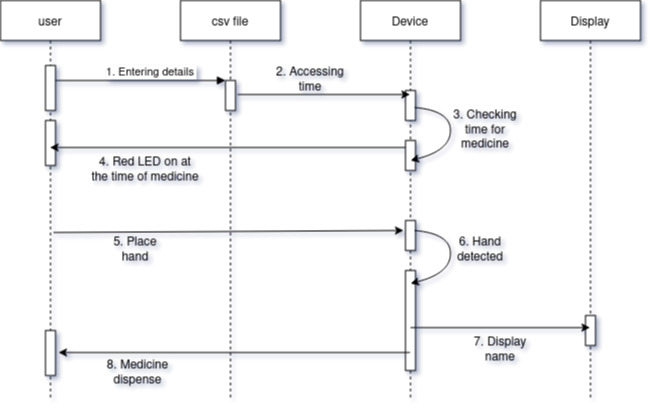 user
csv file
Device
Display
1. Entering details
2. Accessing
time
3. Checking
time for
medicine
4. Red LED on at
the time of medicine
5. Place
hand
6. Hand
detected
7. Display
name
8. Medicine
dispense